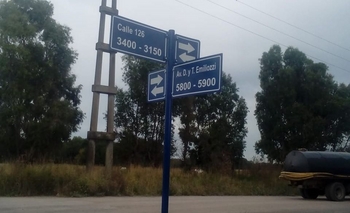 Calle 126
3400 - 3150
Av. D. y T. Emiliozzi
5800 - 5900